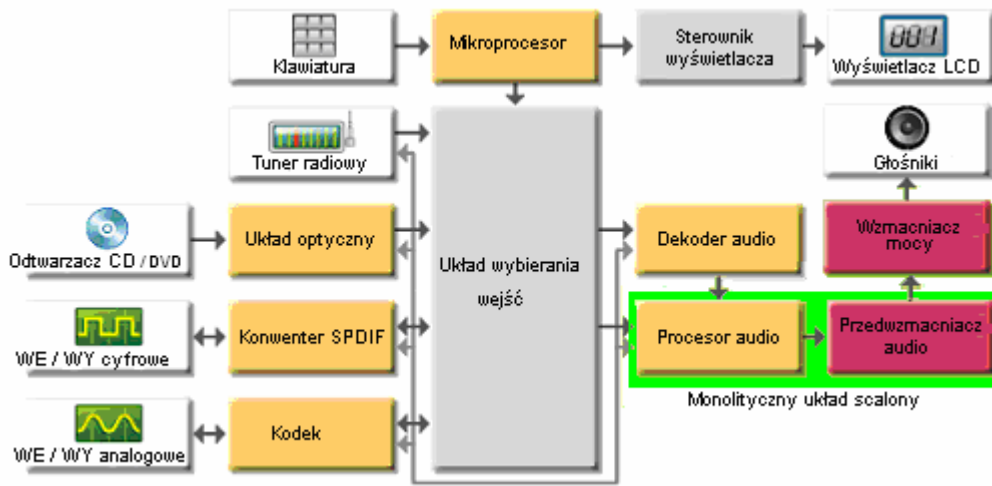 Klawiatura
Mikroprocesor
Sterownik
wyświetlacza
001
Wyświetlacz LCD
Tuner radiowy
Głośniki
Odtwarzacz CD / DVD
Układ optyczny
Układ wybierania
wejść
Dekoder audio
Wzmacniacz
mocy
WE / WY cyfrowe
Konwenter SPDIF
Procesor audio
Przedwzmacniacz
audio
Monolityczny układ scalony
WE / WY analogowe
Kodek